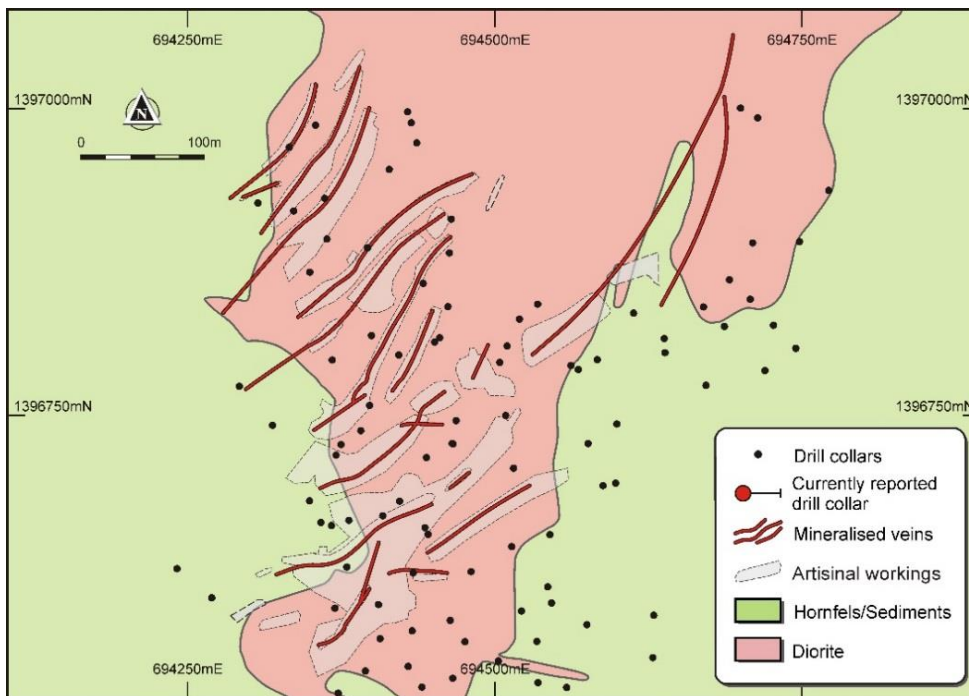 694250mE 694500mE 694750mE
1397000mN 1397000mN
N
0 100m
1396750mN 1396750mN
Drill collars
Currently reported
drill collar
Mineralised veins
Artisinal workings
Hornfels/Sediments
Diorite
694250mE 694500mE